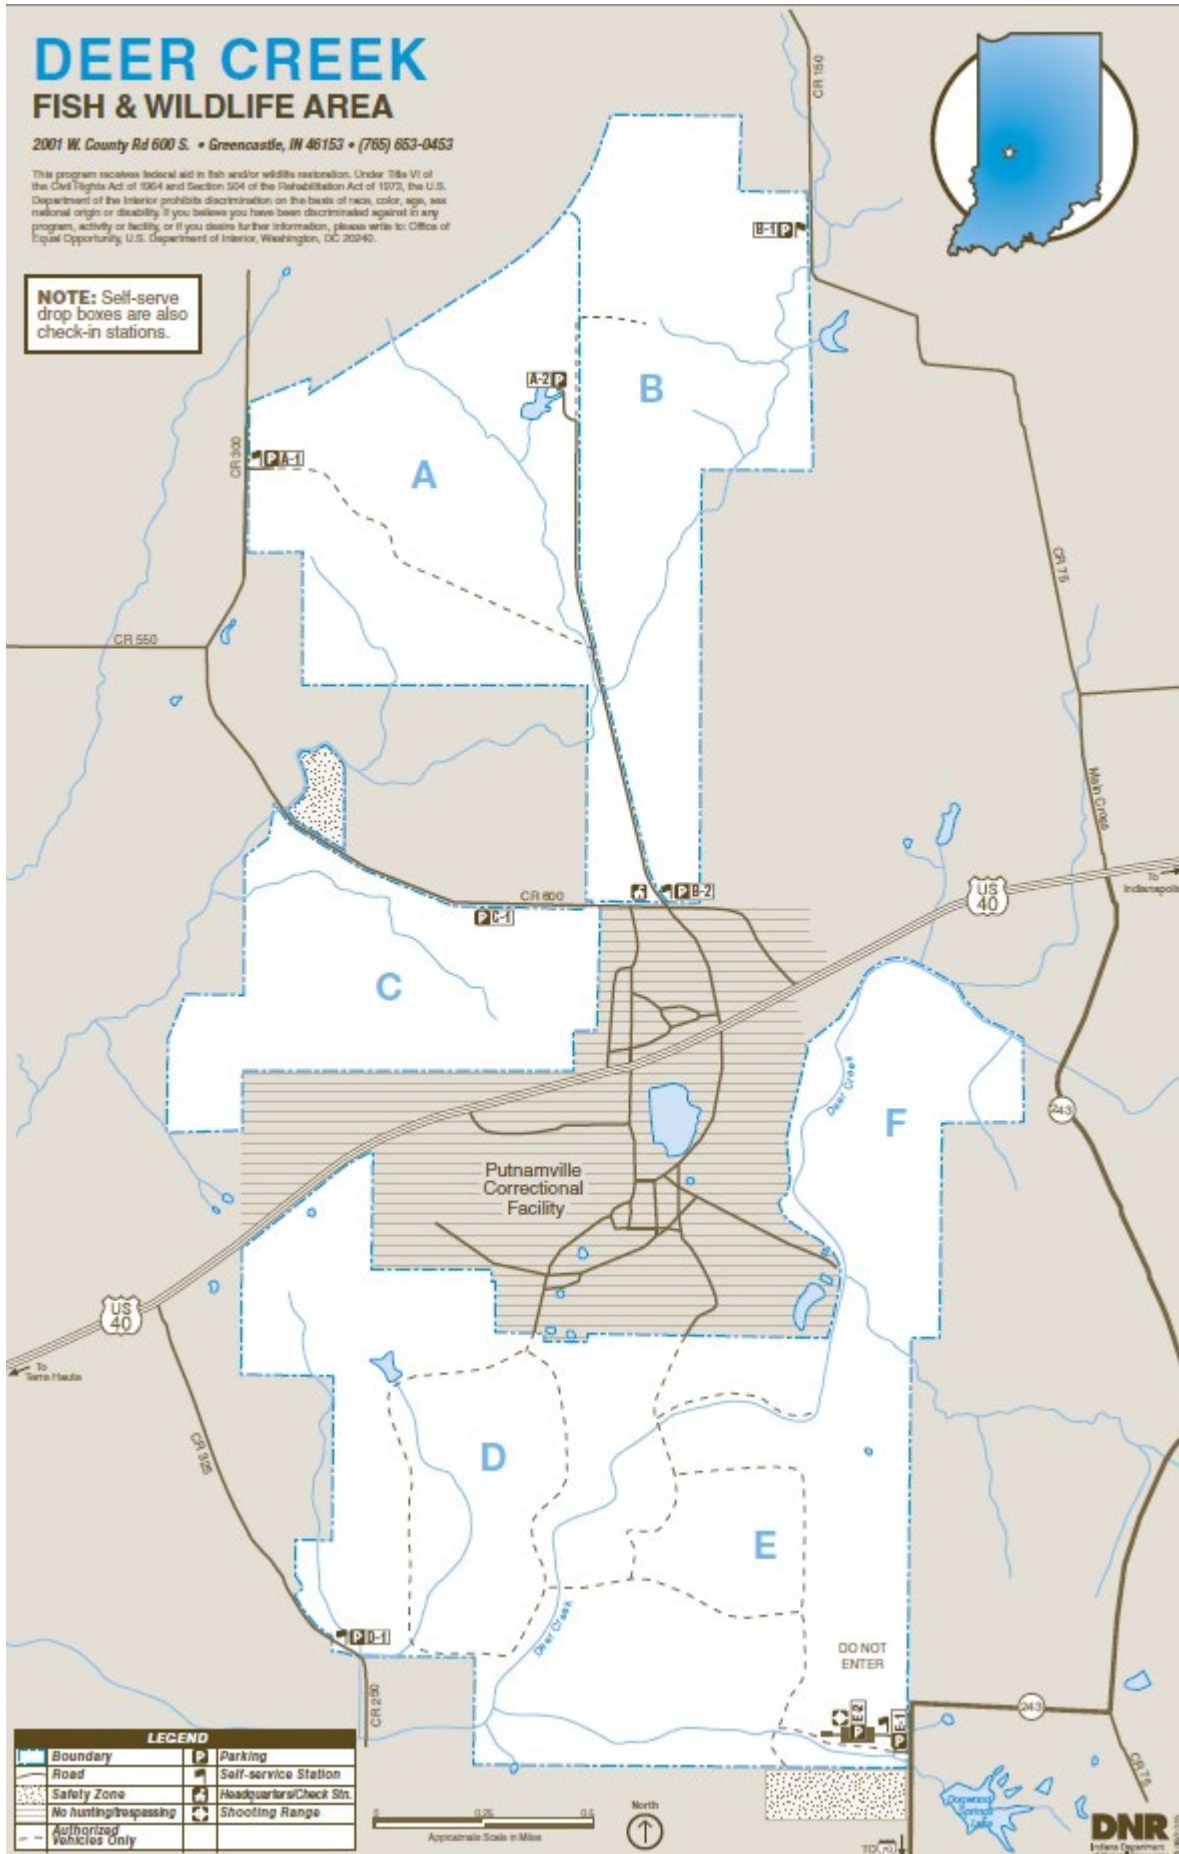 DEER CREEK
FISH & WILDLIFE AREA
2001 W. County Rd 600 S. • Greencastle, IN 46153 • (765) 653-0453
This program receives federal aid in fish and/or wildlife restoration. Under Title VI of
the Civil Rights Act of 1964 and Section 504 of the Rehabilitation Act of 1973, the U.S.
Department of the Interior prohibits discrimination on the basis of race, color, age, sex
national origin or disability. If you believe you have been discriminated against in any
program, activity or facility, or if you desire further information, please write to: Office of
Equal Opportunity, U.S. Department of Interior, Washington, DC 20240.
NOTE: Self-serve
drop boxes are also
check-in stations.
CR 150
B-1 P
A-2 P
B
CR 300
P A-1
A
CR 75
CR 550
Main Cross
To
Indianapolis
US
40
CR 600
P B-2
P C-1
C
Deer Creek
F
243
Putnamville
Correctional
Facility
US
40
To
Terre Haute
CR 325
D
E
Deer Creek
DO NOT
ENTER
P D-1
CR 250
E-2
P
E-1
P
243
CR 75
LEGEND
Boundary
P Parking
Road
Self-service Station
Safety Zone
Headquarters/Check Stn.
No hunting/trespassing
Shooting Range
Authorized
Vehicles Only
0 0.25 0.5
Approximate Scale in Miles
North
TO 70
Dogwood
Springs
Lake
DNR
Indiana Department